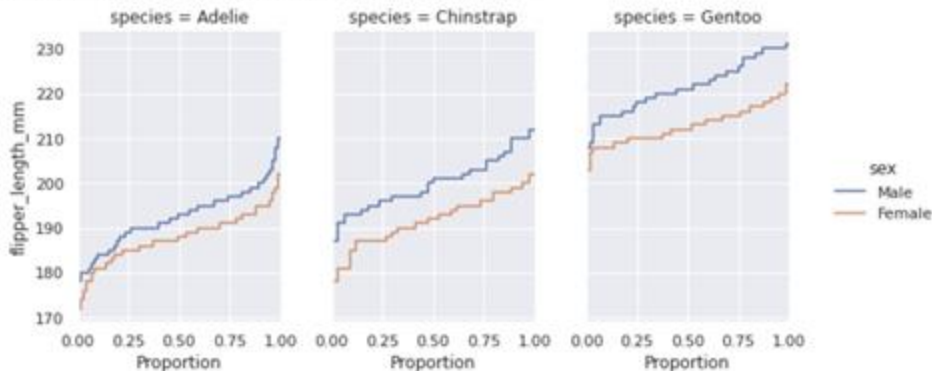 species = Adelie
species = Chinstrap
species = Gentoo
flipper_length_mm
230
220
210
200
190
180
170
0.00 0.25 0.50 0.75 1.00
0.00 0.25 0.50 0.75 1.00
0.00 0.25 0.50 0.75 1.00
Proportion
Proportion
Proportion
sex
Male
Female